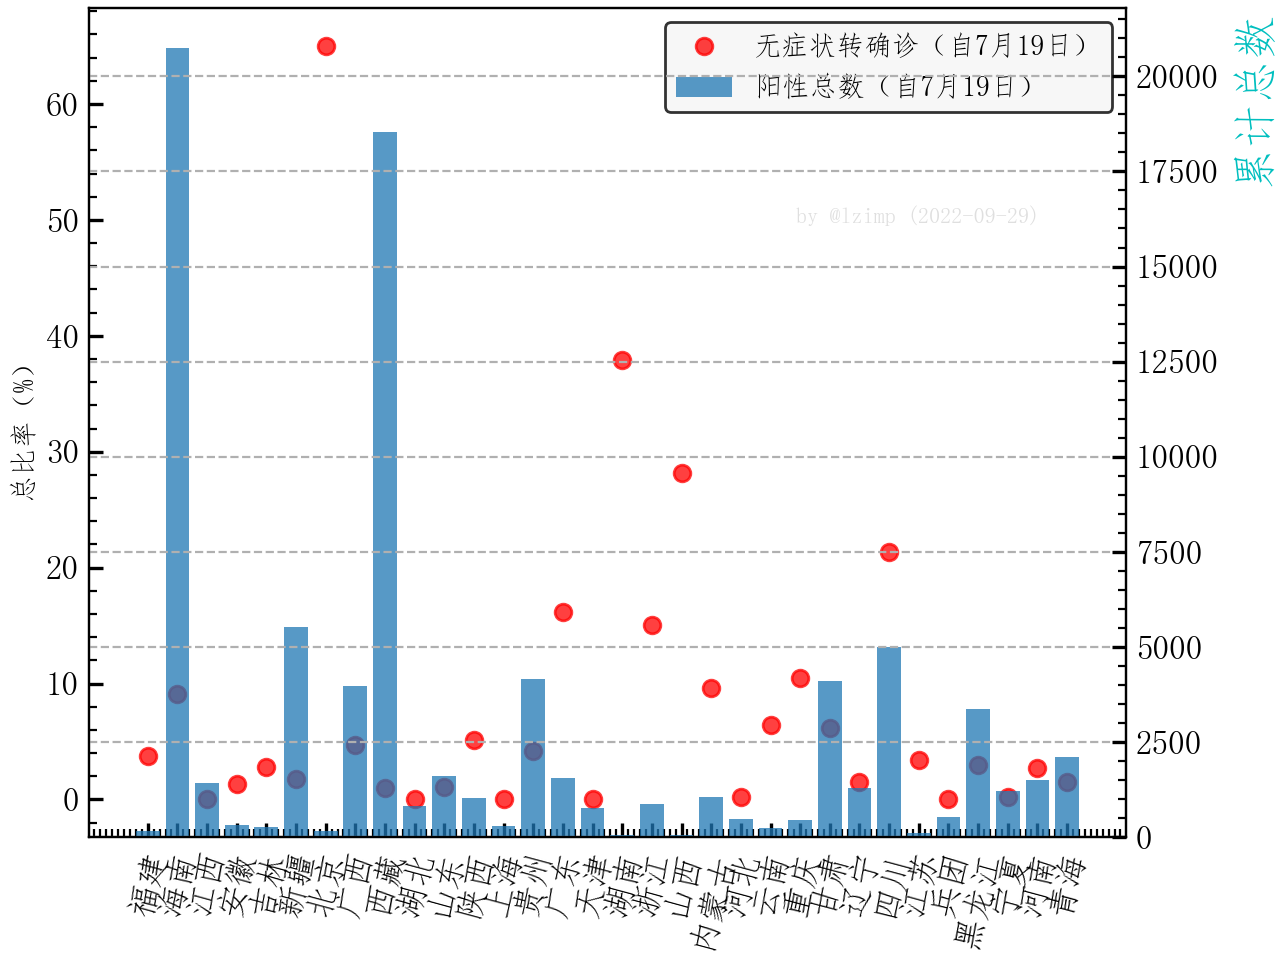 无症状转确诊（自7月19日）
阳性总数（自7月19日）
by @lzimp (2022-09-29)
总比率 (%)
60
50
40
30
20
10
0
累计总数
20000
17500
15000
12500
10000
7500
5000
2500
0
福建
海南
江西
安徽
吉林
新疆
北京
广西
西藏
湖北
山东
陕西
上海
贵州
广东
天津
湖南
浙江
山西
内蒙古
河北
云南
重庆
甘肃
辽宁
四川
江苏
兵团
黑龙江
宁夏
河南
青海